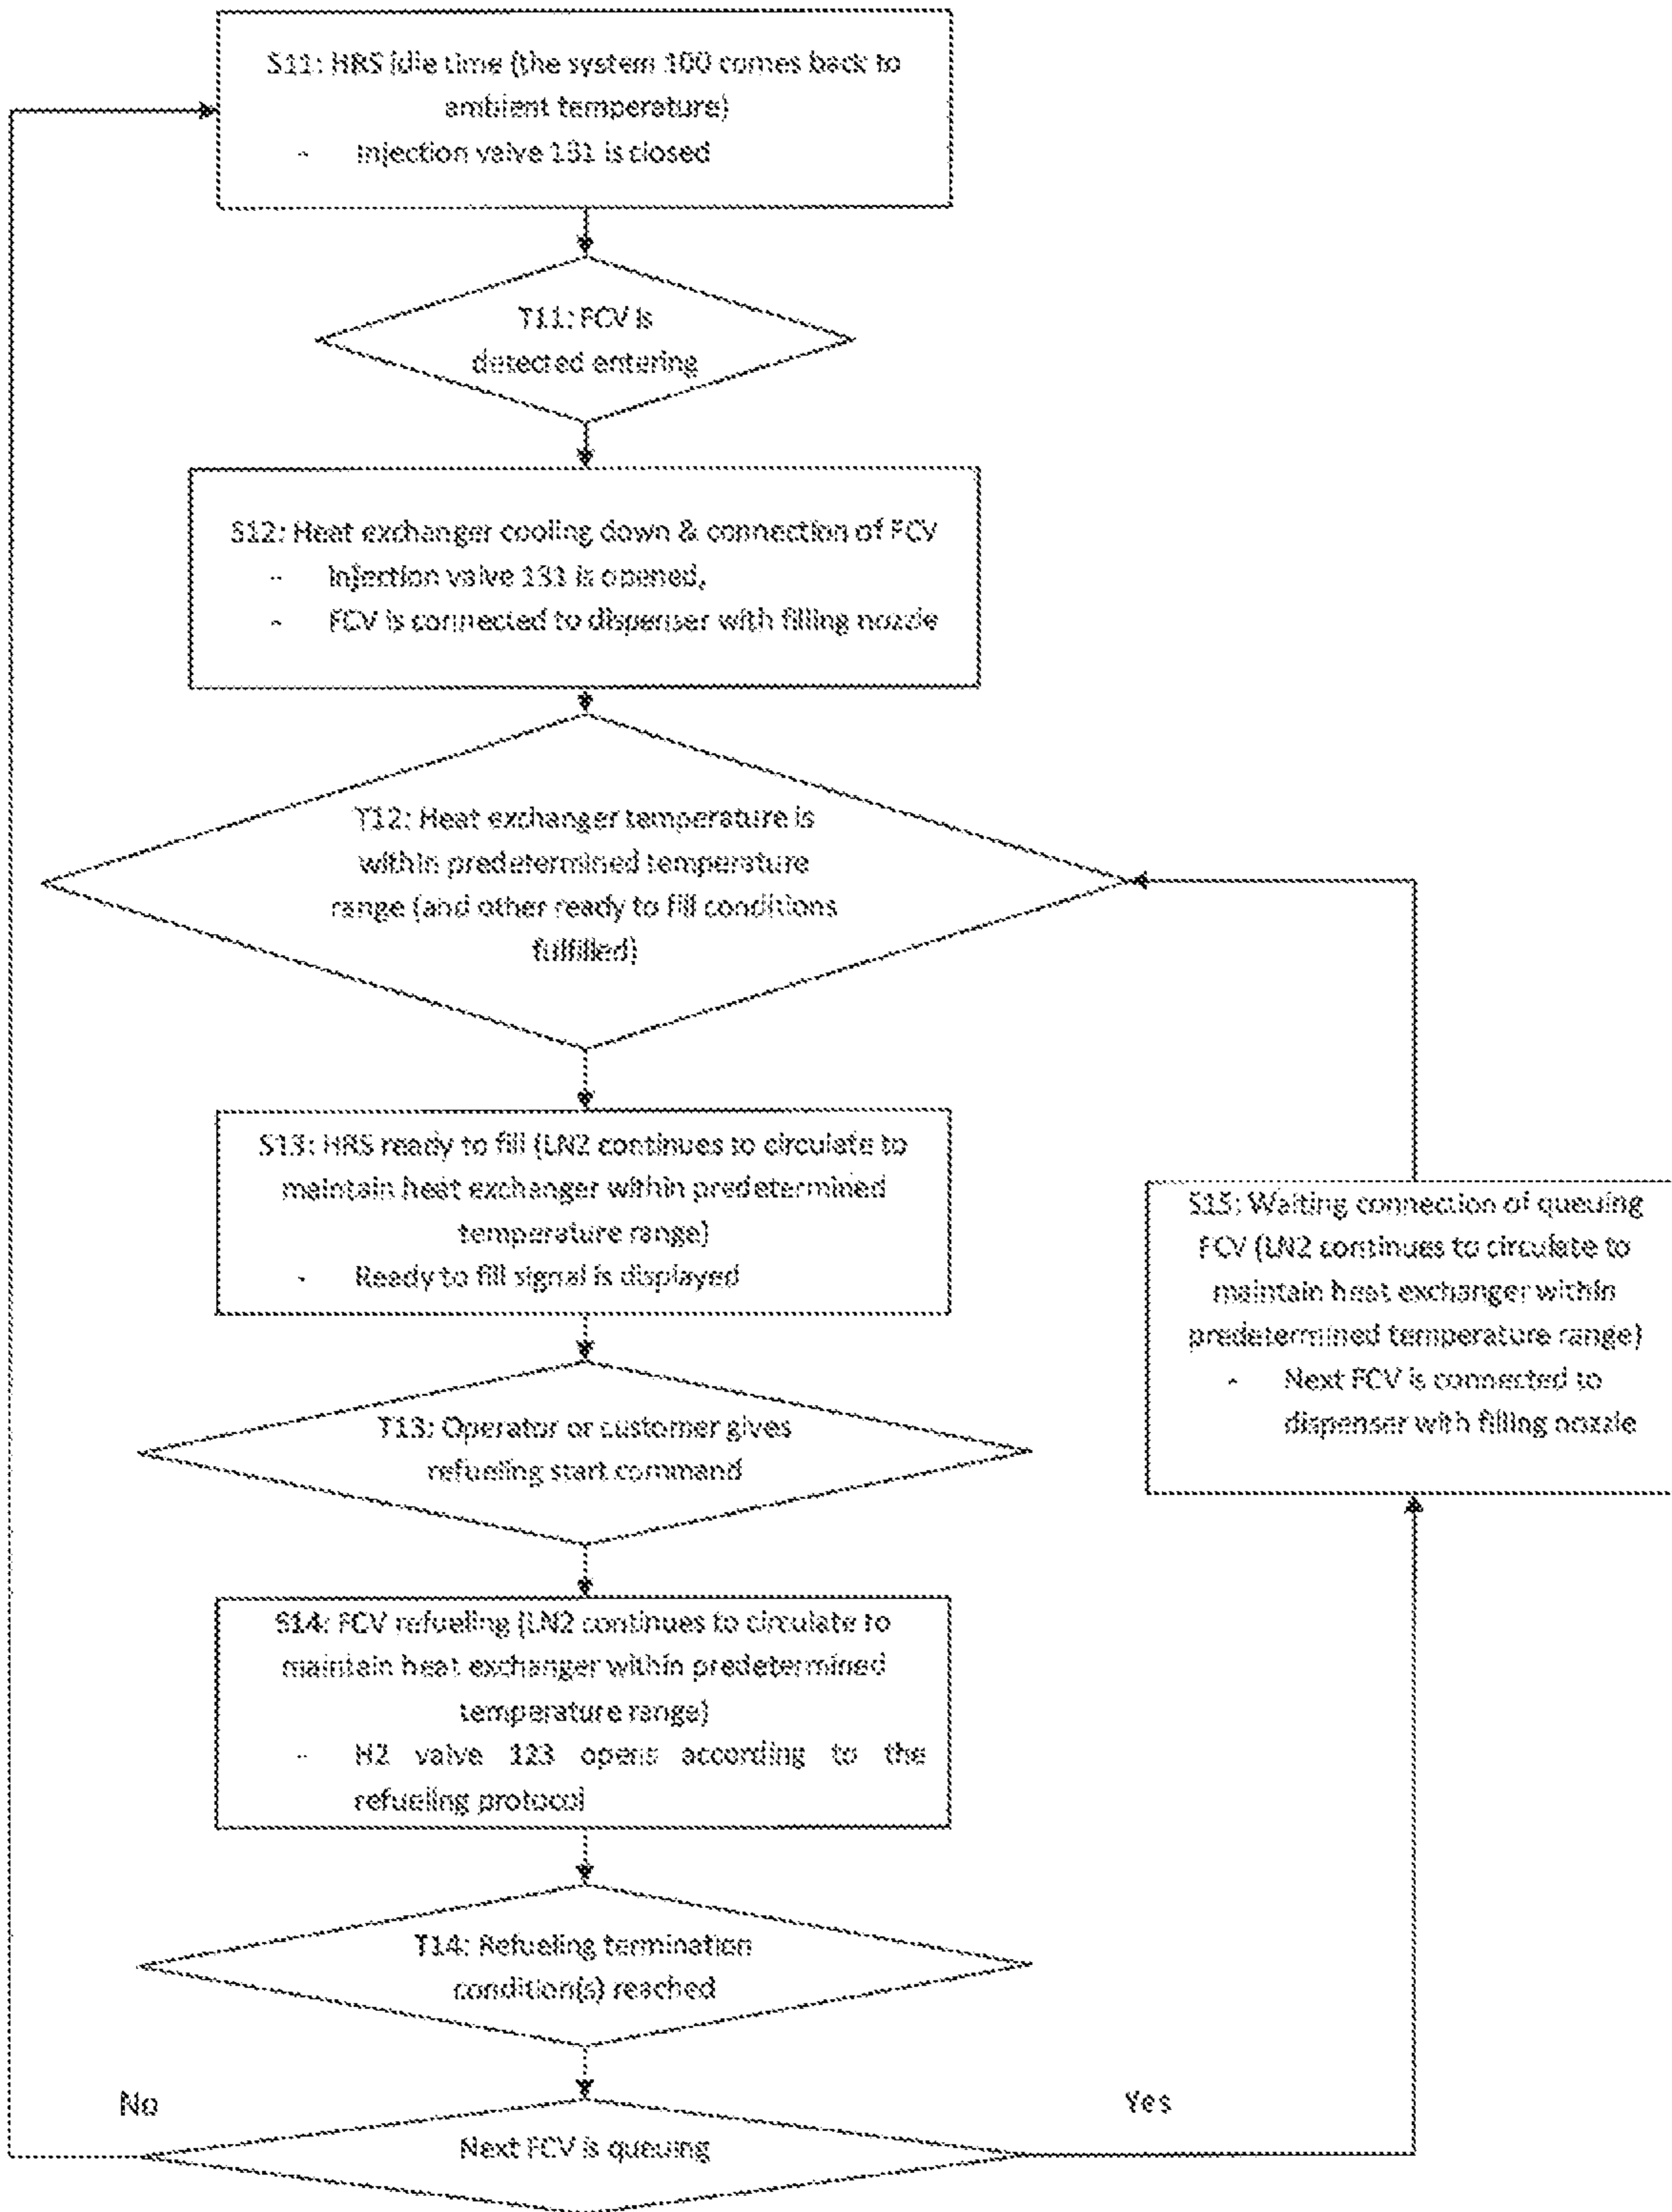 S11: HRS idle time (the system 100 comes back to
ambient temperature)
- Injection valve 131 is closed
T11: FCV is
detected entering
S12: Heat exchanger cooling down & connection of FCV
- Injection valve 131 is opened,
- FCV is connected to dispenser with filling nozzle
T12: Heat exchanger temperature is
within predetermined temperature
range (and other ready to fill conditions
fulfilled)
S13: HRS ready to fill (LN2 continues to circulate to
maintain heat exchanger within predetermined
temperature range)
- Ready to fill signal is displayed
S15: Waiting connection of queuing
FCV (LN2 continues to circulate to
maintain heat exchanger within
predetermined temperature range)
- Next FCV is connected to
dispenser with filling nozzle
T13: Operator or customer gives
refueling start command
S14: FCV refueling (LN2 continues to circulate to
maintain heat exchanger within predetermined
temperature range)
- H2 valve 123 opens according to the
refueling protocol
T14: Refueling termination
condition(s) reached
No
Yes
Next FCV is queuing